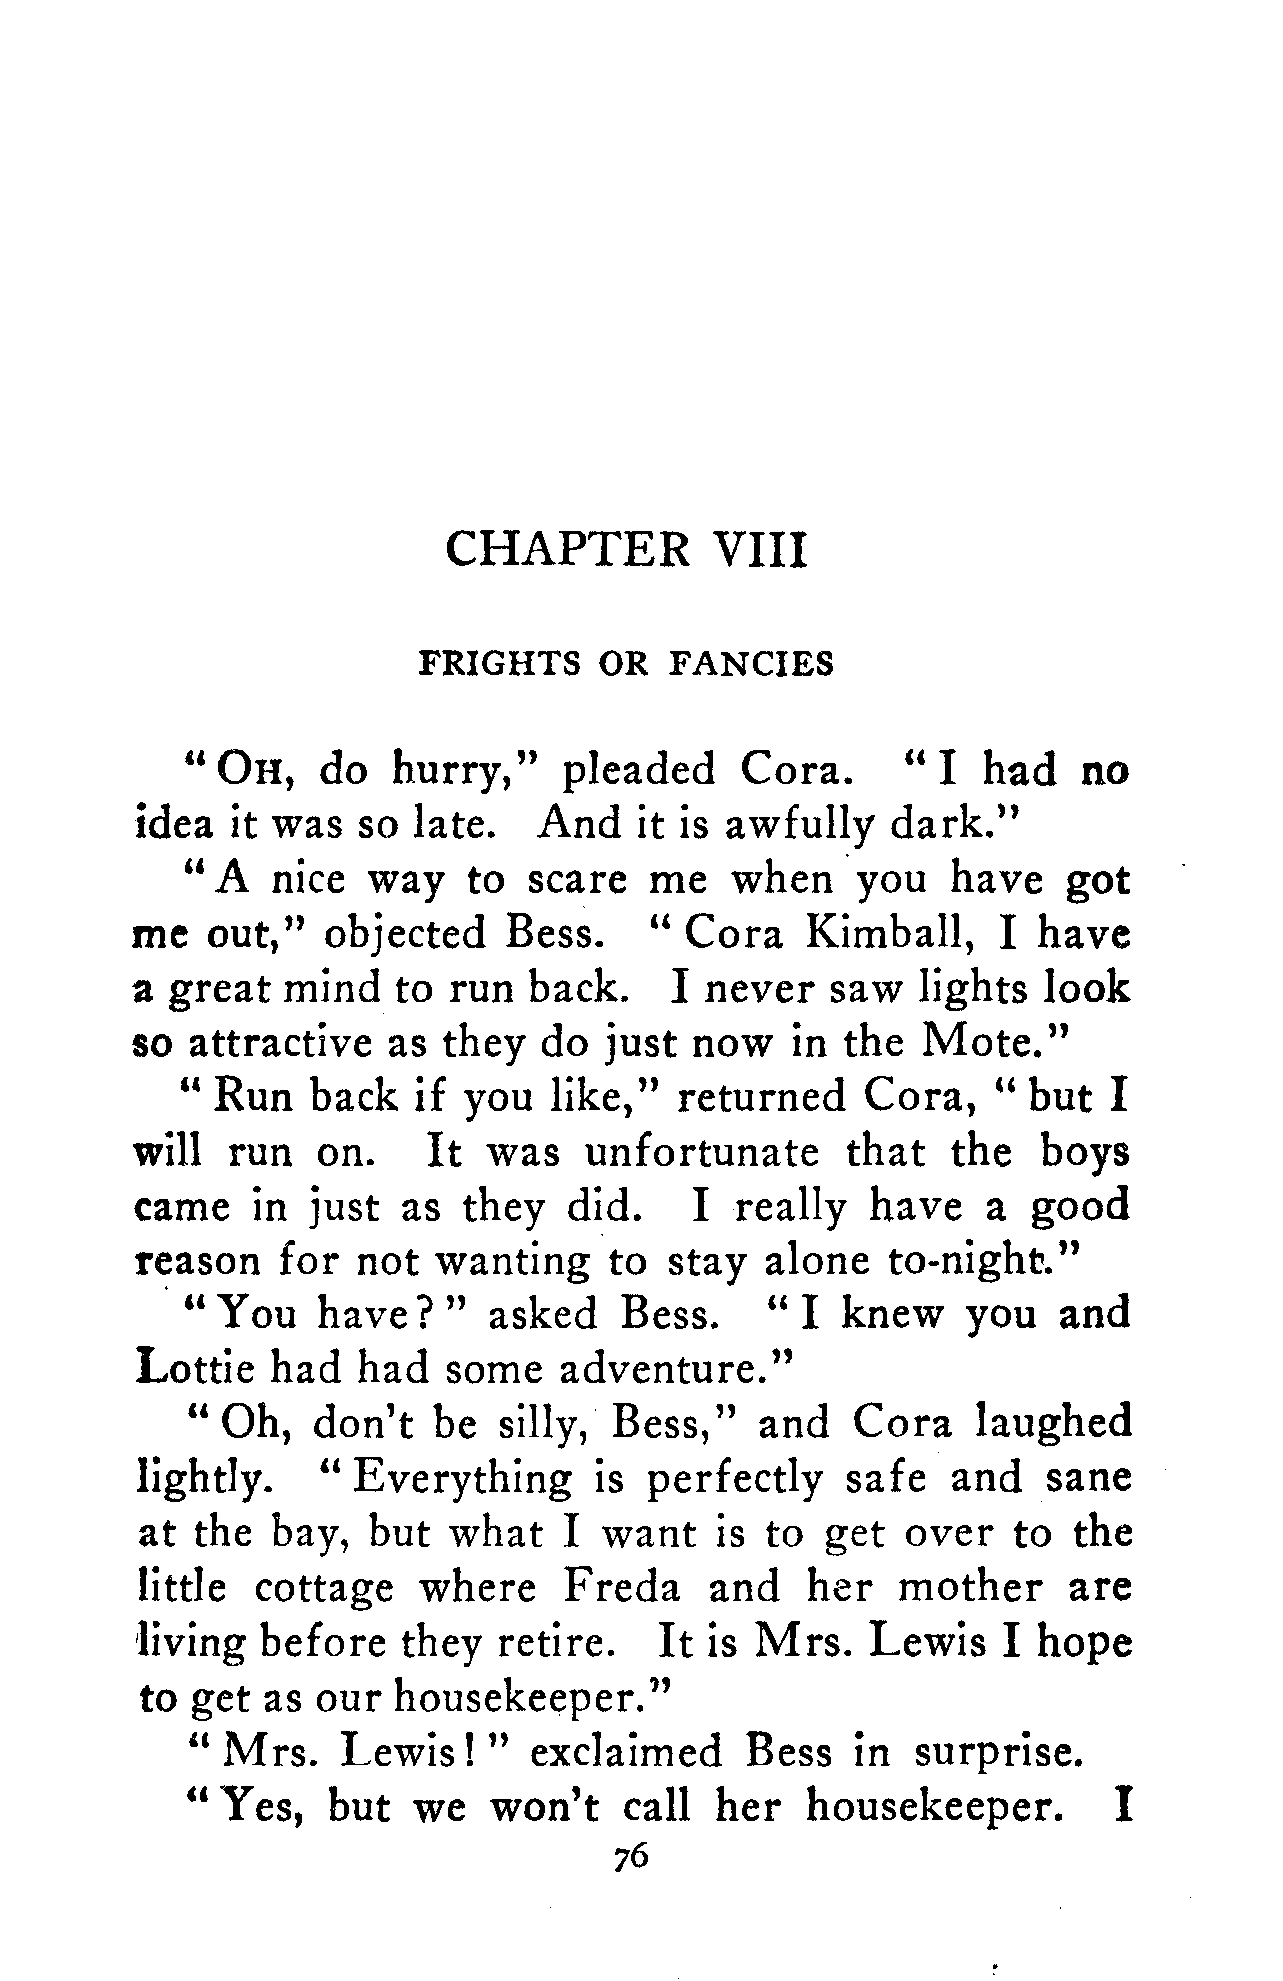 CHAPTER VIII
FRIGHTS OR FANCIES
" OH, do hurry," pleaded Cora. " I had no
idea it was so late. And it is awfully dark."
" A nice way to scare me when you have got
me out," objected Bess. " Cora Kimball, I have
a great mind to run back. I never saw lights look
so attractive as they do just now in the Mote."
" Run back if you like," returned Cora, " but I
will run on. It was unfortunate that the boys
came in just as they did. I really have a good
reason for not wanting to stay alone to-night."
" You have? " asked Bess. " I knew you and
Lottie had had some adventure."
" Oh, don't be silly, Bess," and Cora laughed
lightly. " Everything is perfectly safe and sane
at the bay, but what I want is to get over to the
little cottage where Freda and her mother are
living before they retire. It is Mrs. Lewis I hope
to get as our housekeeper."
" Mrs. Lewis! " exclaimed Bess in surprise.
" Yes, but we won't call her housekeeper. I
76